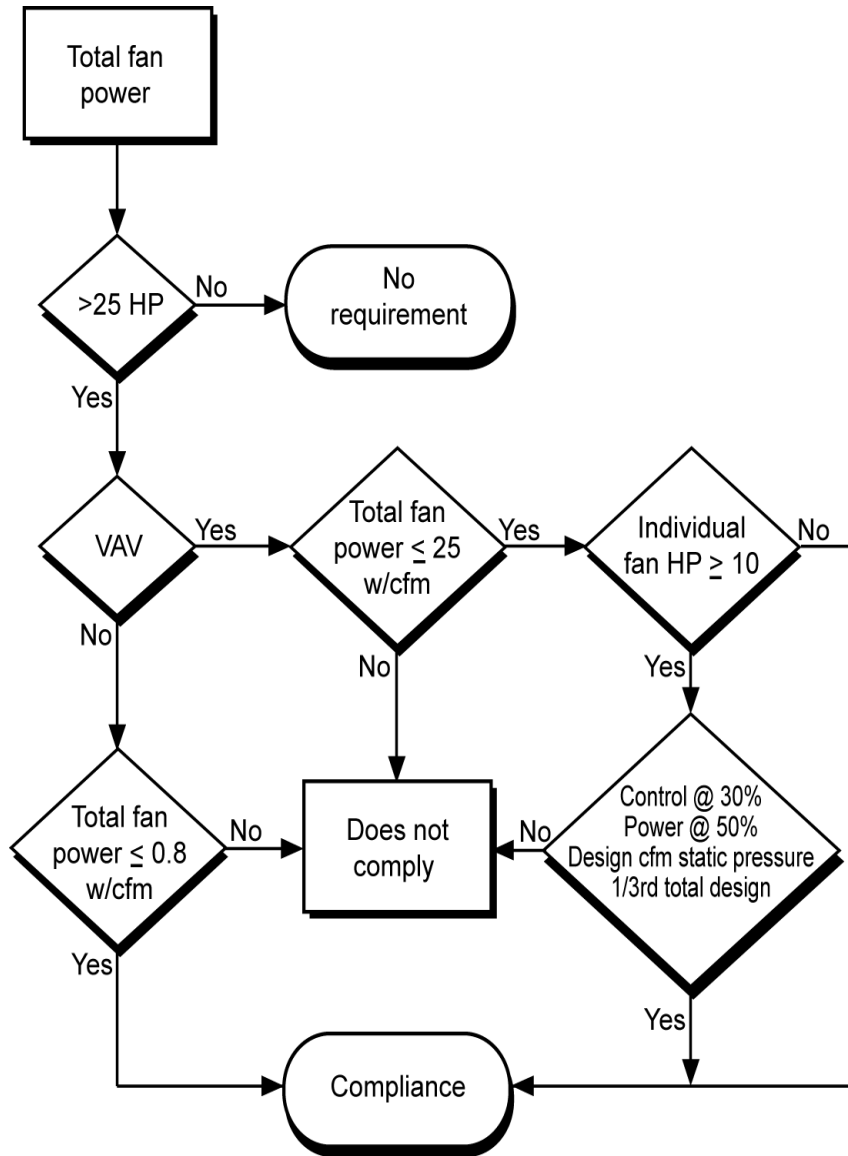 Total fan
power
>25 HP
No
No
requirement
Yes
VAV
Yes
Total fan
power ≤ 25
w/cfm
Yes
Individual
fan HP ≥ 10
No
No
No
Yes
Total fan
power ≤ 0.8
w/cfm
No
Does not
comply
No
Control @ 30%
Power @ 50%
Design cfm static pressure
1/3rd total design
Yes
Yes
Compliance